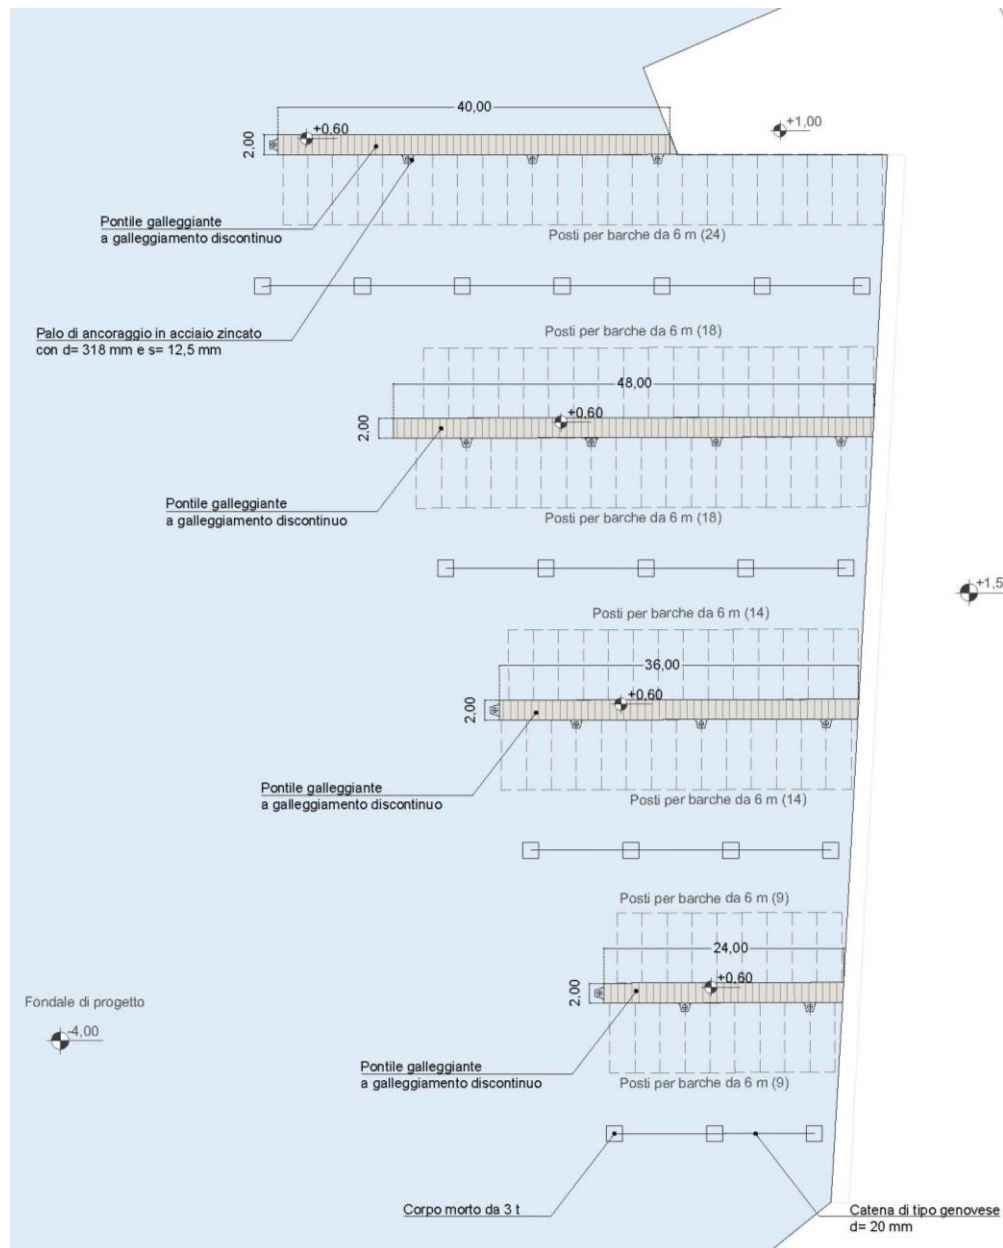 40,00
+0,60
+1,00
2,00
Pontile galleggiante
a galleggiamento discontinuo
Posti per barche da 6 m (24)
Palo di ancoraggio in acciaio zincato
con d= 318 mm e s= 12,5 mm
Posti per barche da 6 m (18)
48,00
+0,60
2,00
Pontile galleggiante
a galleggiamento discontinuo
Posti per barche da 6 m (18)
+1,5
Posti per barche da 6 m (14)
36,00
+0,60
2,00
Pontile galleggiante
a galleggiamento discontinuo
Posti per barche da 6 m (14)
Posti per barche da 6 m (9)
24,00
+0,60
2,00
Fondale di progetto
-4,00
Pontile galleggiante
a galleggiamento discontinuo
Posti per barche da 6 m (9)
Corpo morto da 3 t
Catena di tipo genovese
d= 20 mm